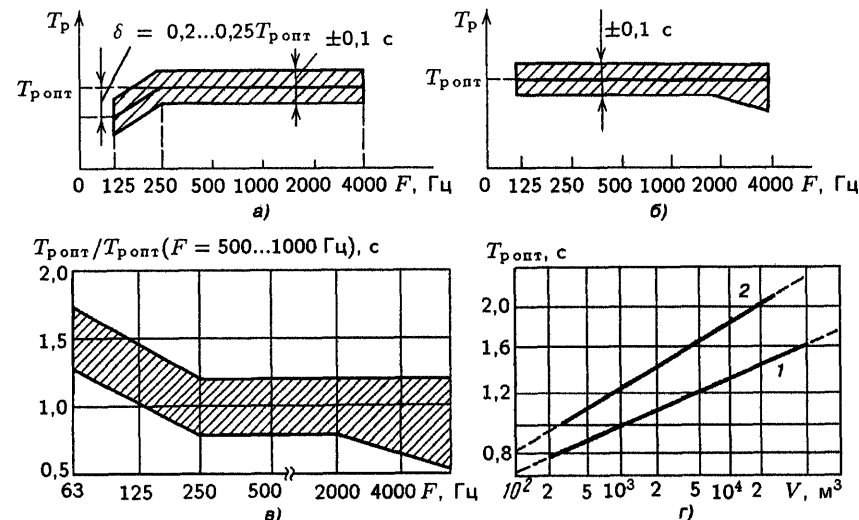 Tр
δ = 0,2...0,25Tр опт
±0,1 с
Tр опт
0 125 250 500 1000 2000 4000 F, Гц
а)
Tр
±0,1 с
Tр опт
0 125 250 500 1000 2000 4000 F, Гц
б)
Tр опт/Tр опт(F = 500...1000 Гц), с
2,0
1,5
1,0
0,5
63 125 250 500 2000 4000 F, Гц
в)
Tр опт, с
2,0
1,6
1,2
0,8
2
1
10² 2 5 10³ 2 5 10⁴ 2 V, м³
г)